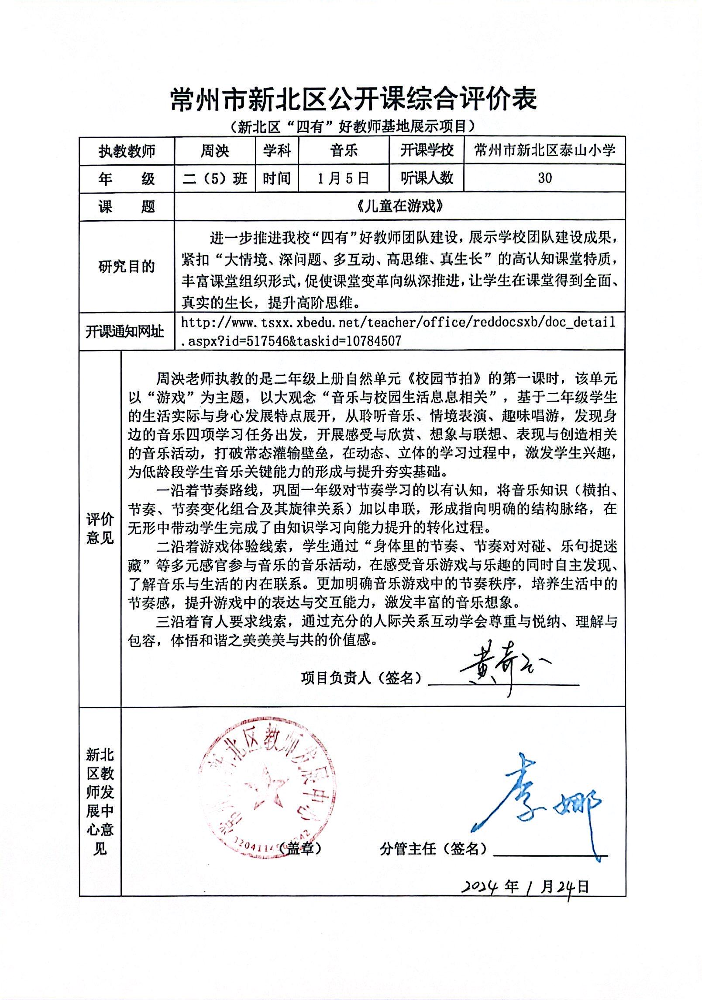 常州市新北区公开课综合评价表
（新北区“四有”好教师基地展示项目）
执教教师 周泱 学科 音乐 开课学校 常州市新北区泰山小学
年 级 二（5）班 时间 1月5日 听课人数 30
课 题 《儿童在游戏》
研究目的
进一步推进我校“四有”好教师团队建设，展示学校团队建设成果，
紧扣“大情境、深问题、多互动、高思维、真生长”的高认知课堂特质，
丰富课堂组织形式，促使课堂变革向纵深推进，让学生在课堂得到全面、
真实的生长，提升高阶思维。
开课通知网址
http://www.tsxx.xbedu.net/teacher/office/reddocsxb/doc_detail
.aspx?id=517546&taskid=10784507
评价
意见
周泱老师执教的是二年级上册自然单元《校园节拍》的第一课时，该单元
以“游戏”为主题，以大观念“音乐与校园生活息息相关”，基于二年级学生
的生活实际与身心发展特点展开，从聆听音乐、情境表演、趣味唱游，发现身
边的音乐四项学习任务出发，开展感受与欣赏、想象与联想、表现与创造相关
的音乐活动，打破常态灌输壁垒，在动态、立体的学习过程中，激发学生兴趣，
为低龄段学生音乐关键能力的形成与提升夯实基础。
一沿着节奏路线，巩固一年级对节奏学习的以有认知，将音乐知识（横拍、
节奏、节奏变化组合及其旋律关系）加以串联，形成指向明确的结构脉络，在
无形中带动学生完成了由知识学习向能力提升的转化过程。
二沿着游戏体验线索，学生通过“身体里的节奏、节奏对对碰、乐句捉迷
藏”等多元感官参与音乐的音乐活动，在感受音乐游戏与乐趣的同时自主发现、
了解音乐与生活的内在联系。更加明确音乐游戏中的节奏秩序，培养生活中的
节奏感，提升游戏中的表达与交互能力，激发丰富的音乐想象。
三沿着育人要求线索，通过充分的人际关系互动学会尊重与悦纳、理解与
包容，体悟和谐之美美美与共的价值感。
项目负责人（签名）
新北
区教
师发
展中
心意
见
新北区教师发展中心
（盖章） 分管主任（签名） 李娜
2024 年 1 月 24 日